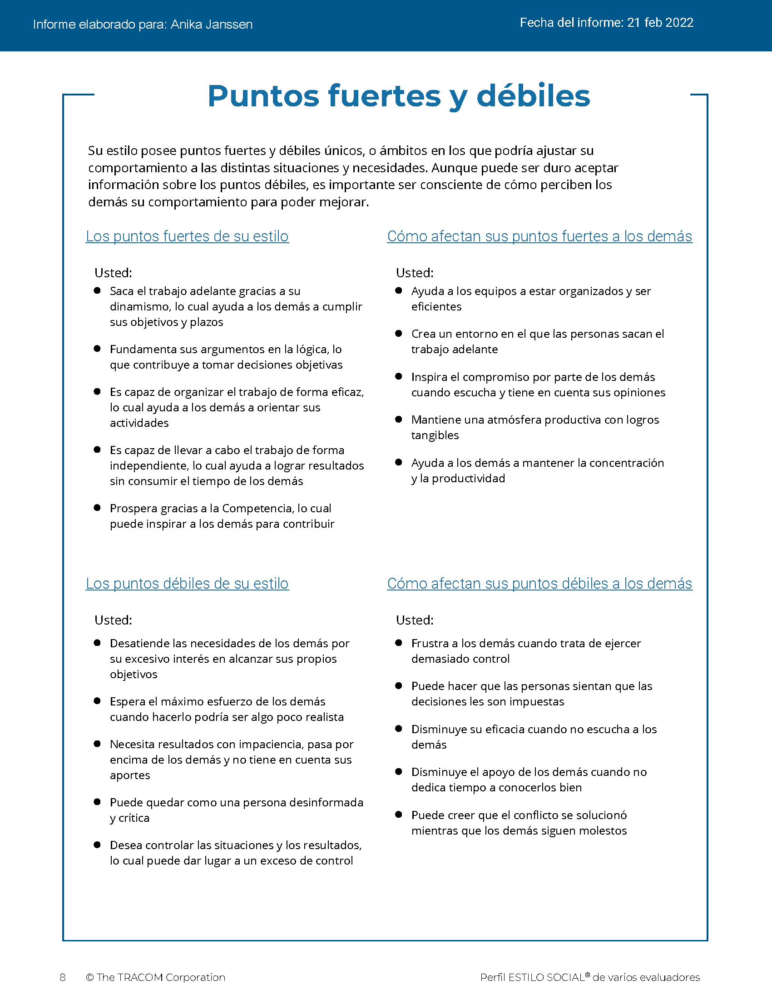 Informe elaborado para: Anika Janssen
Fecha del informe: 21 feb 2022
Puntos fuertes y débiles
Su estilo posee puntos fuertes y débiles únicos, o ámbitos en los que podría ajustar su
comportamiento a las distintas situaciones y necesidades. Aunque puede ser duro aceptar
información sobre los puntos débiles, es importante ser consciente de cómo perciben los
demás su comportamiento para poder mejorar.
Los puntos fuertes de su estilo
Usted:
● Saca el trabajo adelante gracias a su
dinamismo, lo cual ayuda a los demás a cumplir
sus objetivos y plazos
● Fundamenta sus argumentos en la lógica, lo
que contribuye a tomar decisiones objetivas
● Es capaz de organizar el trabajo de forma eficaz,
lo cual ayuda a los demás a orientar sus
actividades
● Es capaz de llevar a cabo el trabajo de forma
independiente, lo cual ayuda a lograr resultados
sin consumir el tiempo de los demás
● Prospera gracias a la Competencia, lo cual
puede inspirar a los demás para contribuir
Cómo afectan sus puntos fuertes a los demás
Usted:
● Ayuda a los equipos a estar organizados y ser
eficientes
● Crea un entorno en el que las personas sacan el
trabajo adelante
● Inspira el compromiso por parte de los demás
cuando escucha y tiene en cuenta sus opiniones
● Mantiene una atmósfera productiva con logros
tangibles
● Ayuda a los demás a mantener la concentración
y la productividad
Los puntos débiles de su estilo
Usted:
● Desatiende las necesidades de los demás por
su excesivo interés en alcanzar sus propios
objetivos
● Espera el máximo esfuerzo de los demás
cuando hacerlo podría ser algo poco realista
● Necesita resultados con impaciencia, pasa por
encima de los demás y no tiene en cuenta sus
aportes
● Puede quedar como una persona desinformada
y crítica
● Desea controlar las situaciones y los resultados,
lo cual puede dar lugar a un exceso de control
Cómo afectan sus puntos débiles a los demás
Usted:
● Frustra a los demás cuando trata de ejercer
demasiado control
● Puede hacer que las personas sientan que las
decisiones les son impuestas
● Disminuye su eficacia cuando no escucha a los
demás
● Disminuye el apoyo de los demás cuando no
dedica tiempo a conocerlos bien
● Puede creer que el conflicto se solucionó
mientras que los demás siguen molestos
8 © The TRACOM Corporation
Perfil ESTILO SOCIAL® de varios evaluadores